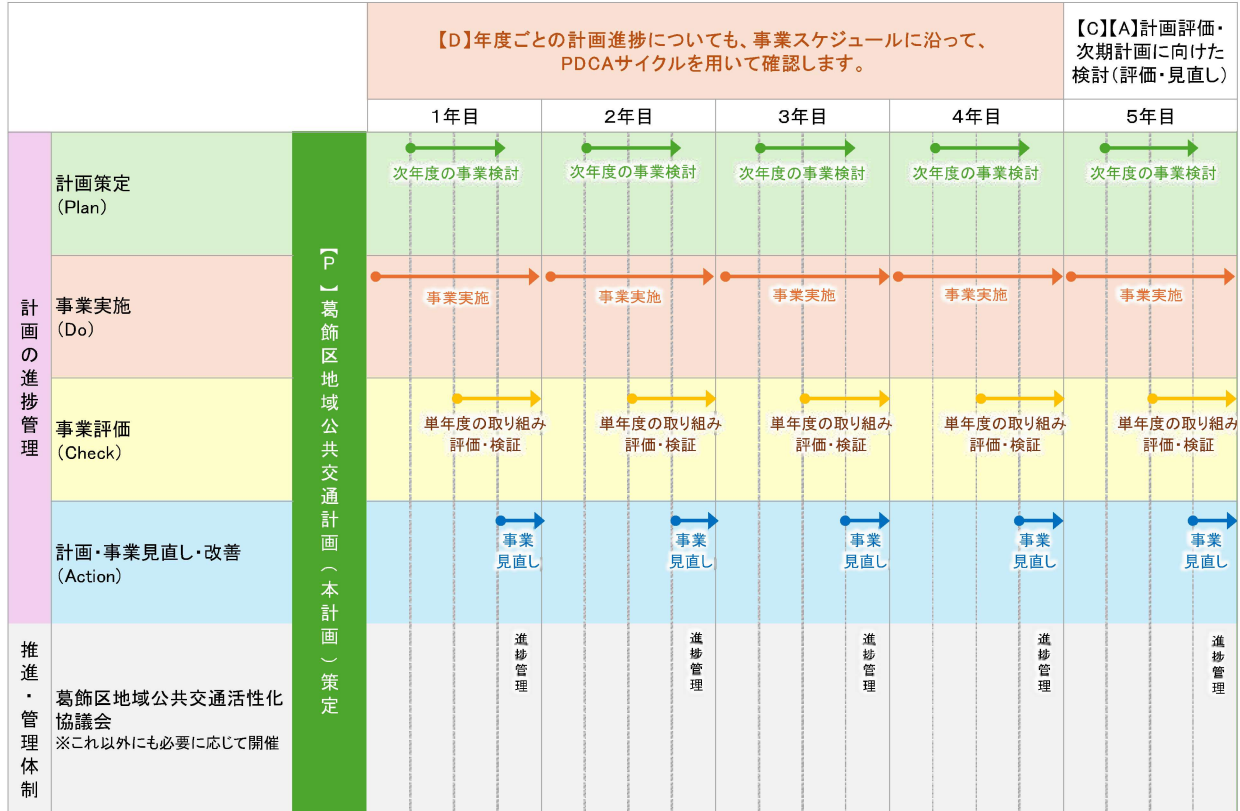 【D】年度ごとの計画進捗についても、事業スケジュールに沿って、
PDCAサイクルを用いて確認します。
【C】【A】計画評価・
次期計画に向けた
検討(評価・見直し)
1年目
2年目
3年目
4年目
5年目
計画の進捗管理
計画策定
(Plan)
【P】葛飾区地域公共交通計画(本計画)策定
次年度の事業検討
次年度の事業検討
次年度の事業検討
次年度の事業検討
次年度の事業検討
事業実施
(Do)
事業実施
事業実施
事業実施
事業実施
事業実施
事業評価
(Check)
単年度の取り組み
評価・検証
単年度の取り組み
評価・検証
単年度の取り組み
評価・検証
単年度の取り組み
評価・検証
単年度の取り組み
評価・検証
計画・事業見直し・改善
(Action)
事業
見直し
事業
見直し
事業
見直し
事業
見直し
事業
見直し
推進・管理体制
葛飾区地域公共交通活性化
協議会
※これ以外にも必要に応じて開催
進捗管理
進捗管理
進捗管理
進捗管理
進捗管理